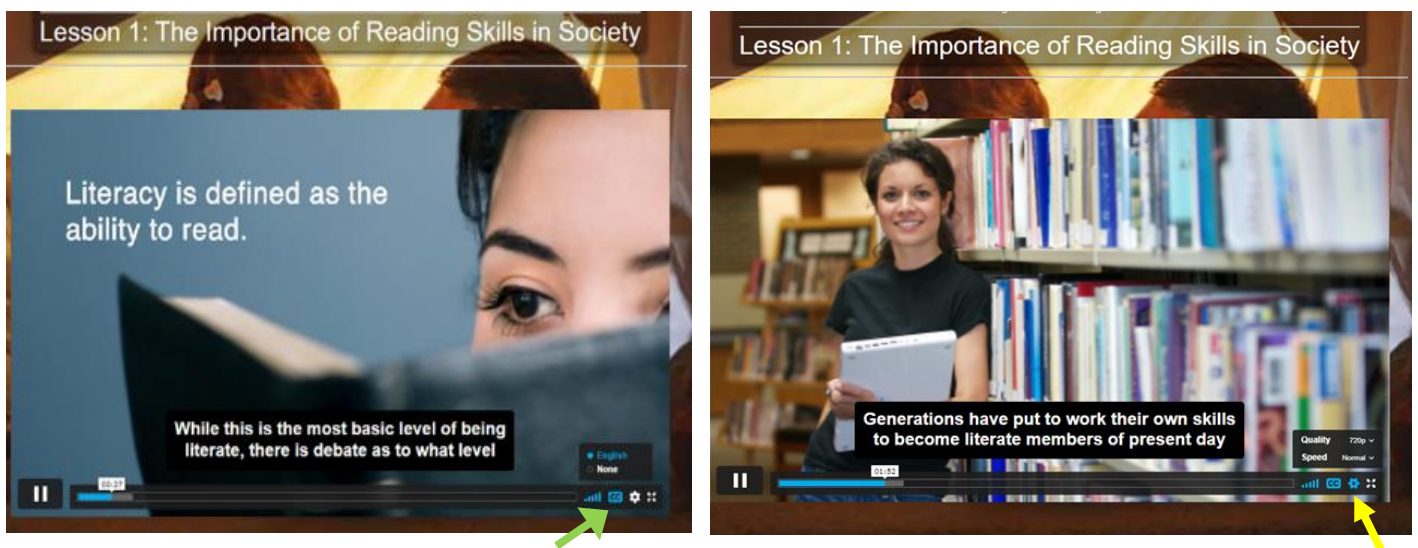 Lesson 1: The Importance of Reading Skills in Society
Literacy is defined as the
ability to read.
While this is the most basic level of being
literate, there is debate as to what level
English
None
00:37
CC
Lesson 1: The Importance of Reading Skills in Society
Generations have put to work their own skills
to become literate members of present day
Quality 720p
Speed Normal
01:52
CC